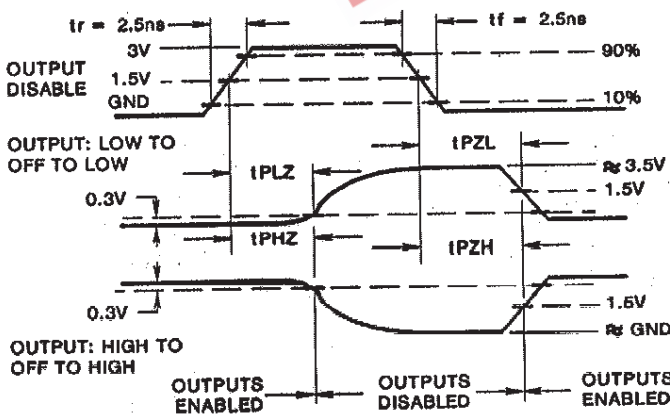 tr = 2.5ns
tf = 2.5ns
3V
90%
OUTPUT
DISABLE
1.5V
GND
10%
OUTPUT: LOW TO
OFF TO LOW
tPZL
tPLZ
≈ 3.5V
1.5V
0.3V
tPHZ
tPZH
0.3V
1.5V
≈ GND
OUTPUT: HIGH TO
OFF TO HIGH
OUTPUTS
ENABLED
OUTPUTS
DISABLED
OUTPUTS
ENABLED